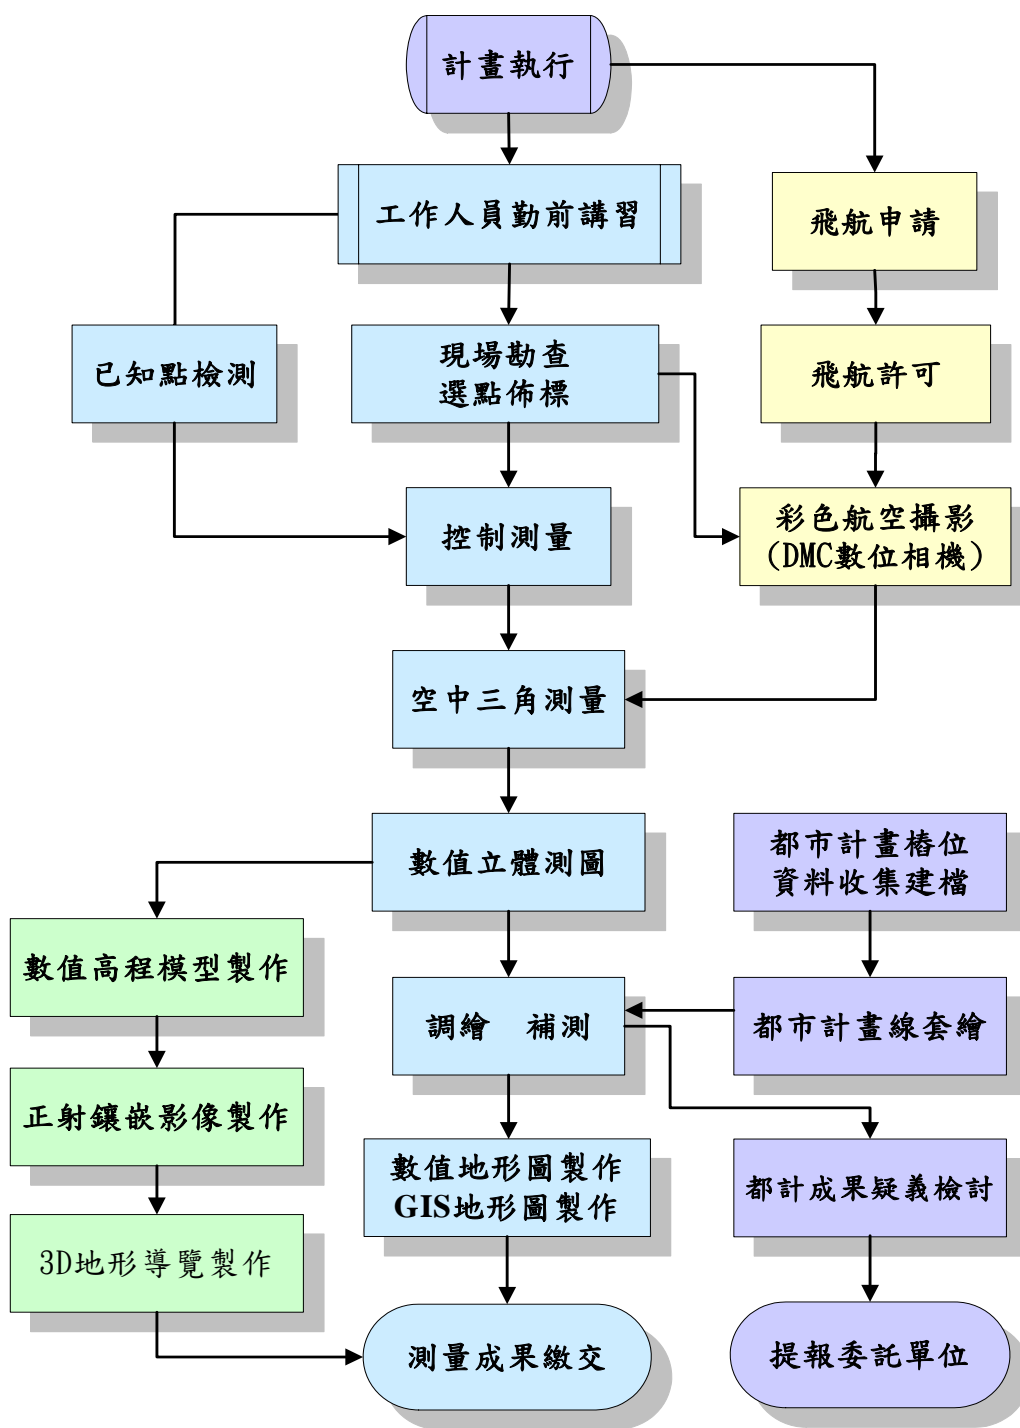 計畫執行
工作人員勤前講習
飛航申請
已知點檢測
現場勘查
選點佈標
飛航許可
控制測量
彩色航空攝影
(DMC數位相機)
空中三角測量
數值立體測圖
都市計畫樁位
資料收集建檔
數值高程模型製作
調繪　補測
都市計畫線套繪
正射鑲嵌影像製作
數值地形圖製作
GIS地形圖製作
都計成果疑義檢討
3D地形導覽製作
測量成果繳交
提報委託單位